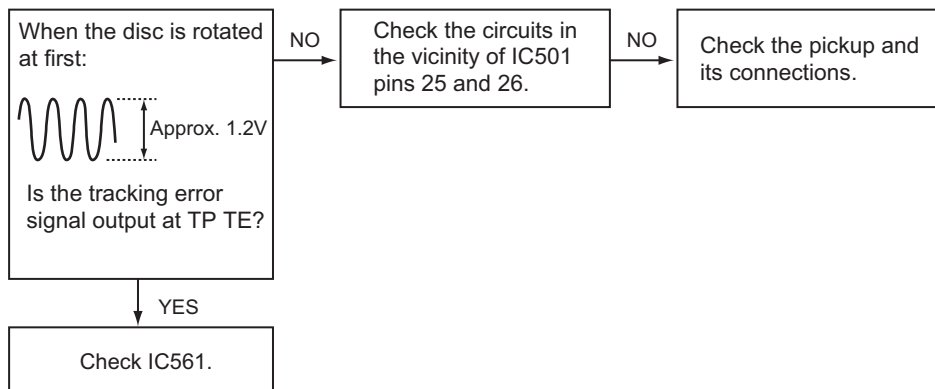 When the disc is rotated
at first:
Approx. 1.2V
Is the tracking error
signal output at TP TE?
NO
Check the circuits in
the vicinity of IC501
pins 25 and 26.
NO
Check the pickup and
its connections.
YES
Check IC561.